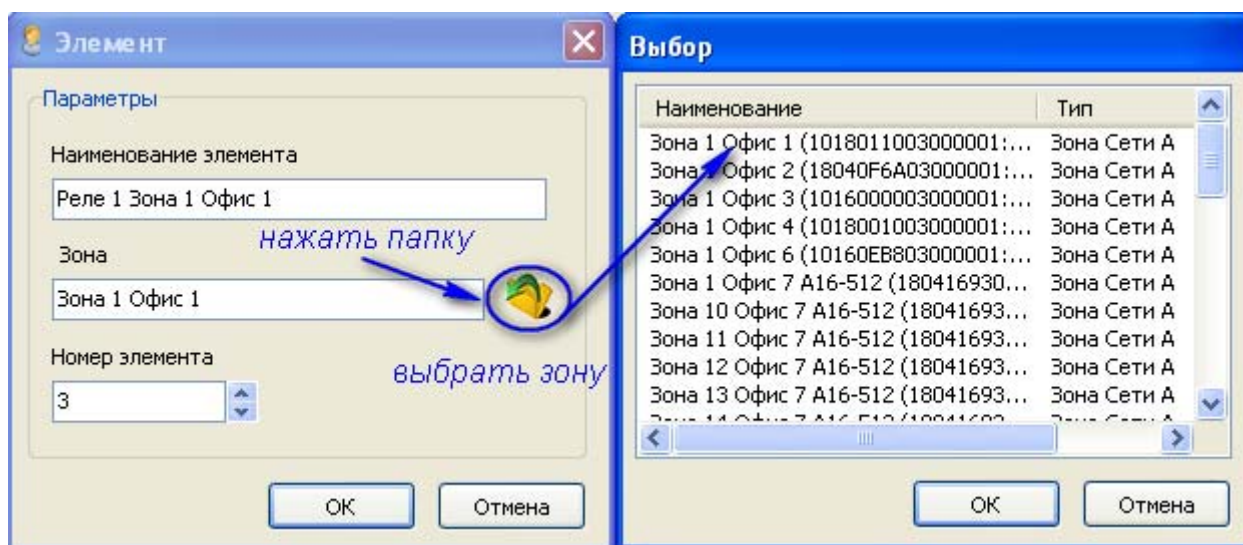 Элемент
Параметры
Наименование элемента
Реле 1 Зона 1 Офис 1
нажать папку
Зона
Зона 1 Офис 1
выбрать зону
Номер элемента
3
ОК
Отмена
Выбор
Наименование Тип
Зона 1 Офис 1 (10180110030000001:... Зона Сети А
Зона 1 Офис 2 (18040F6A03000001:... Зона Сети А
Зона 1 Офис 3 (1016000003000001:... Зона Сети А
Зона 1 Офис 4 (1018001003000001:... Зона Сети А
Зона 1 Офис 6 (10160EB803000001:... Зона Сети А
Зона 1 Офис 7 А16-512 (180416930... Зона Сети А
Зона 10 Офис 7 А16-512 (18041693... Зона Сети А
Зона 11 Офис 7 А16-512 (18041693... Зона Сети А
Зона 12 Офис 7 А16-512 (18041693... Зона Сети А
Зона 13 Офис 7 А16-512 (18041693... Зона Сети А
ОК
Отмена